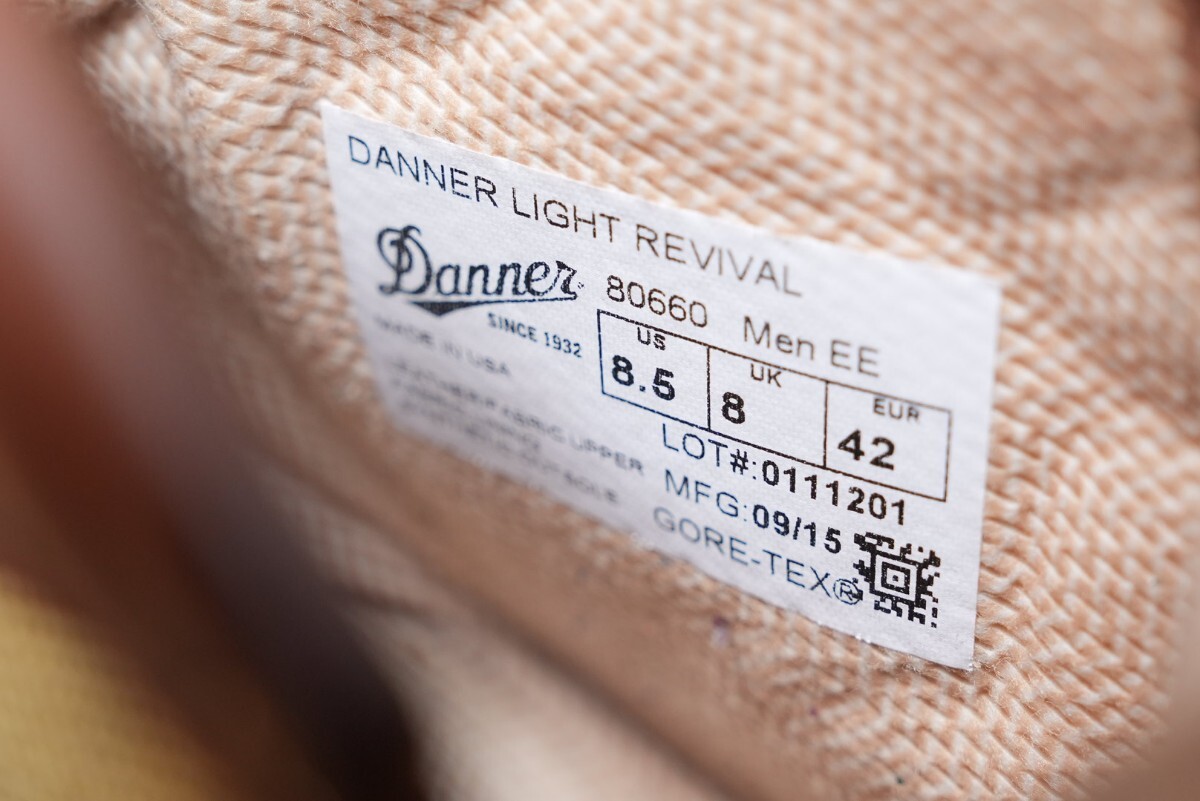 DANNER LIGHT REVIVAL
Danner
SINCE 1932
80660 Men EE
US UK EUR
8.5 8 42
MADE IN USA
UPPER
LOT#:0111201
MFG:09/15
GORE-TEX®